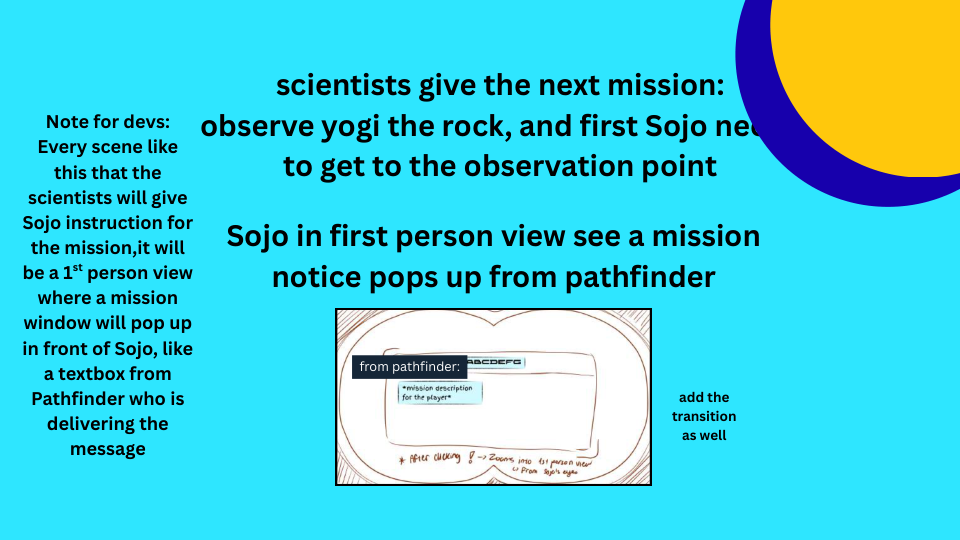 scientists give the next mission:
observe yogi the rock, and first Sojo
to get to the observation point
Note for devs:
Every scene like
this that the
scientists will give
Sojo instruction for
the mission,it will
be a 1st person view
where a mission
window will pop up
in front of Sojo, like
a textbox from
Pathfinder who is
delivering the
message
Sojo in first person view see a mission
notice pops up from pathfinder
from pathfinder:
ABCDEFG
*mission description
for the player*
* After clicking ! → Zooms into 1st person view
↳ From Sojo's eyes
add the
transition
as well